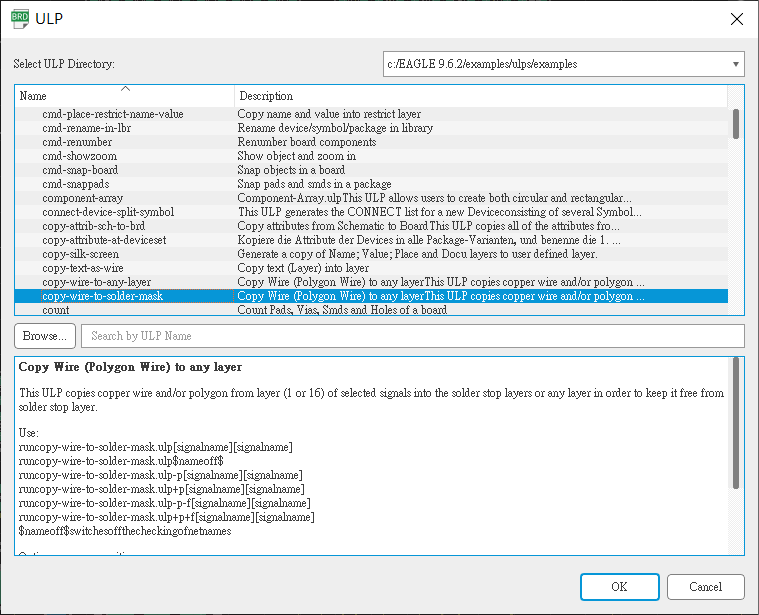 BRD ULP
Select ULP Directory: c:/EAGLE 9.6.2/examples/ulps/examples
Name Description
cmd-place-restrict-name-value Copy name and value into restrict layer
cmd-rename-in-lbr Rename device/symbol/package in library
cmd-renumber Renumber board components
cmd-showzoom Show object and zoom in
cmd-snap-board Snap objects in a board
cmd-snappads Snap pads and smds in a package
component-array Component-Array.ulpThis ULP allows users to create both circular and rectangular...
connect-device-split-symbol This ULP generates the CONNECT list for a new Deviceconsisting of several Symbol...
copy-attrib-sch-to-brd Copy attributes from Schematic to BoardThis ULP copies all of the attributes fro...
copy-attribute-at-deviceset Kopiere die Attribute der Devices in alle Package-Varianten, und benenne die 1. ...
copy-silk-screen Generate a copy of Name; Value; Place and Docu layers to user defined layer.
copy-text-as-wire Copy text (Layer) into layer
copy-wire-to-any-layer Copy Wire (Polygon Wire) to any layerThis ULP copies copper wire and/or polygon ...
copy-wire-to-solder-mask Copy Wire (Polygon Wire) to any layerThis ULP copies copper wire and/or polygon ...
count Count Pads, Vias, Smds and Holes of a board
Browse... Search by ULP Name
Copy Wire (Polygon Wire) to any layer
This ULP copies copper wire and/or polygon from layer (1 or 16) of selected signals into the solder stop layers or any layer in order to keep it free from
solder stop layer.
Use:
runcopy-wire-to-solder-mask.ulp[signalname][signalname]
runcopy-wire-to-solder-mask.ulp$nameoff$
runcopy-wire-to-solder-mask.ulp-p[signalname][signalname]
runcopy-wire-to-solder-mask.ulp+p[signalname][signalname]
runcopy-wire-to-solder-mask.ulp-p-f[signalname][signalname]
runcopy-wire-to-solder-mask.ulp+p+f[signalname][signalname]
$nameoff$switchesoffthecheckingofnetnames
OK Cancel